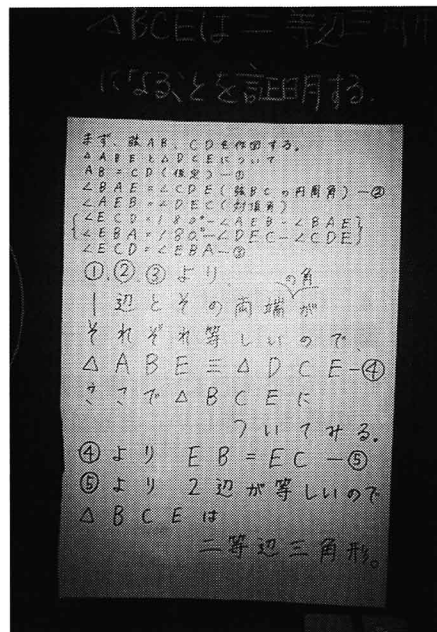 △BCEは二等辺三角形
になることを証明する.
まず、弦AB、CDを作図する。
△ABEと△DCEについて
AB=CD(仮定)—①
∠BAE=∠CDE(弦BCの円周角)—②
∠AEB=∠DEC(対頂角)
∠ECD=180°-∠AEB-∠BAE
∠EBA=180°-∠DEC-∠CDE
∠ECD=∠EBA—③
①.②.③より
の角
1辺とその両端が
それぞれ等しいので
△ABE≡△DCE—④
ここで△BCEに
ついてみる。
④より EB=EC—⑤
⑤より2辺が等しいので
△BCEは
二等辺三角形。